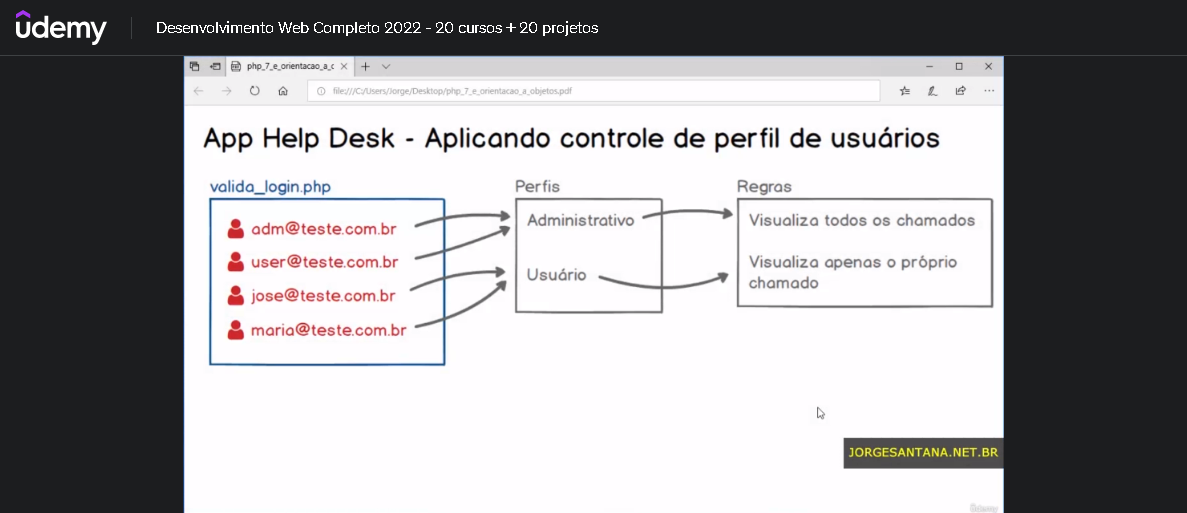 udemy
Desenvolvimento Web Completo 2022 - 20 cursos + 20 projetos
php_7_e_orientacao_a_c
file:///C:/Users/Jorge/Desktop/php_7_e_orientacao_a_objetos.pdf
App Help Desk - Aplicando controle de perfil de usuários
valida_login.php
Perfis
Regras
adm@teste.com.br
user@teste.com.br
jose@teste.com.br
maria@teste.com.br
Administrativo
Usuário
Visualiza todos os chamados
Visualiza apenas o próprio
chamado
JORGESANTANA.NET.BR
udemy